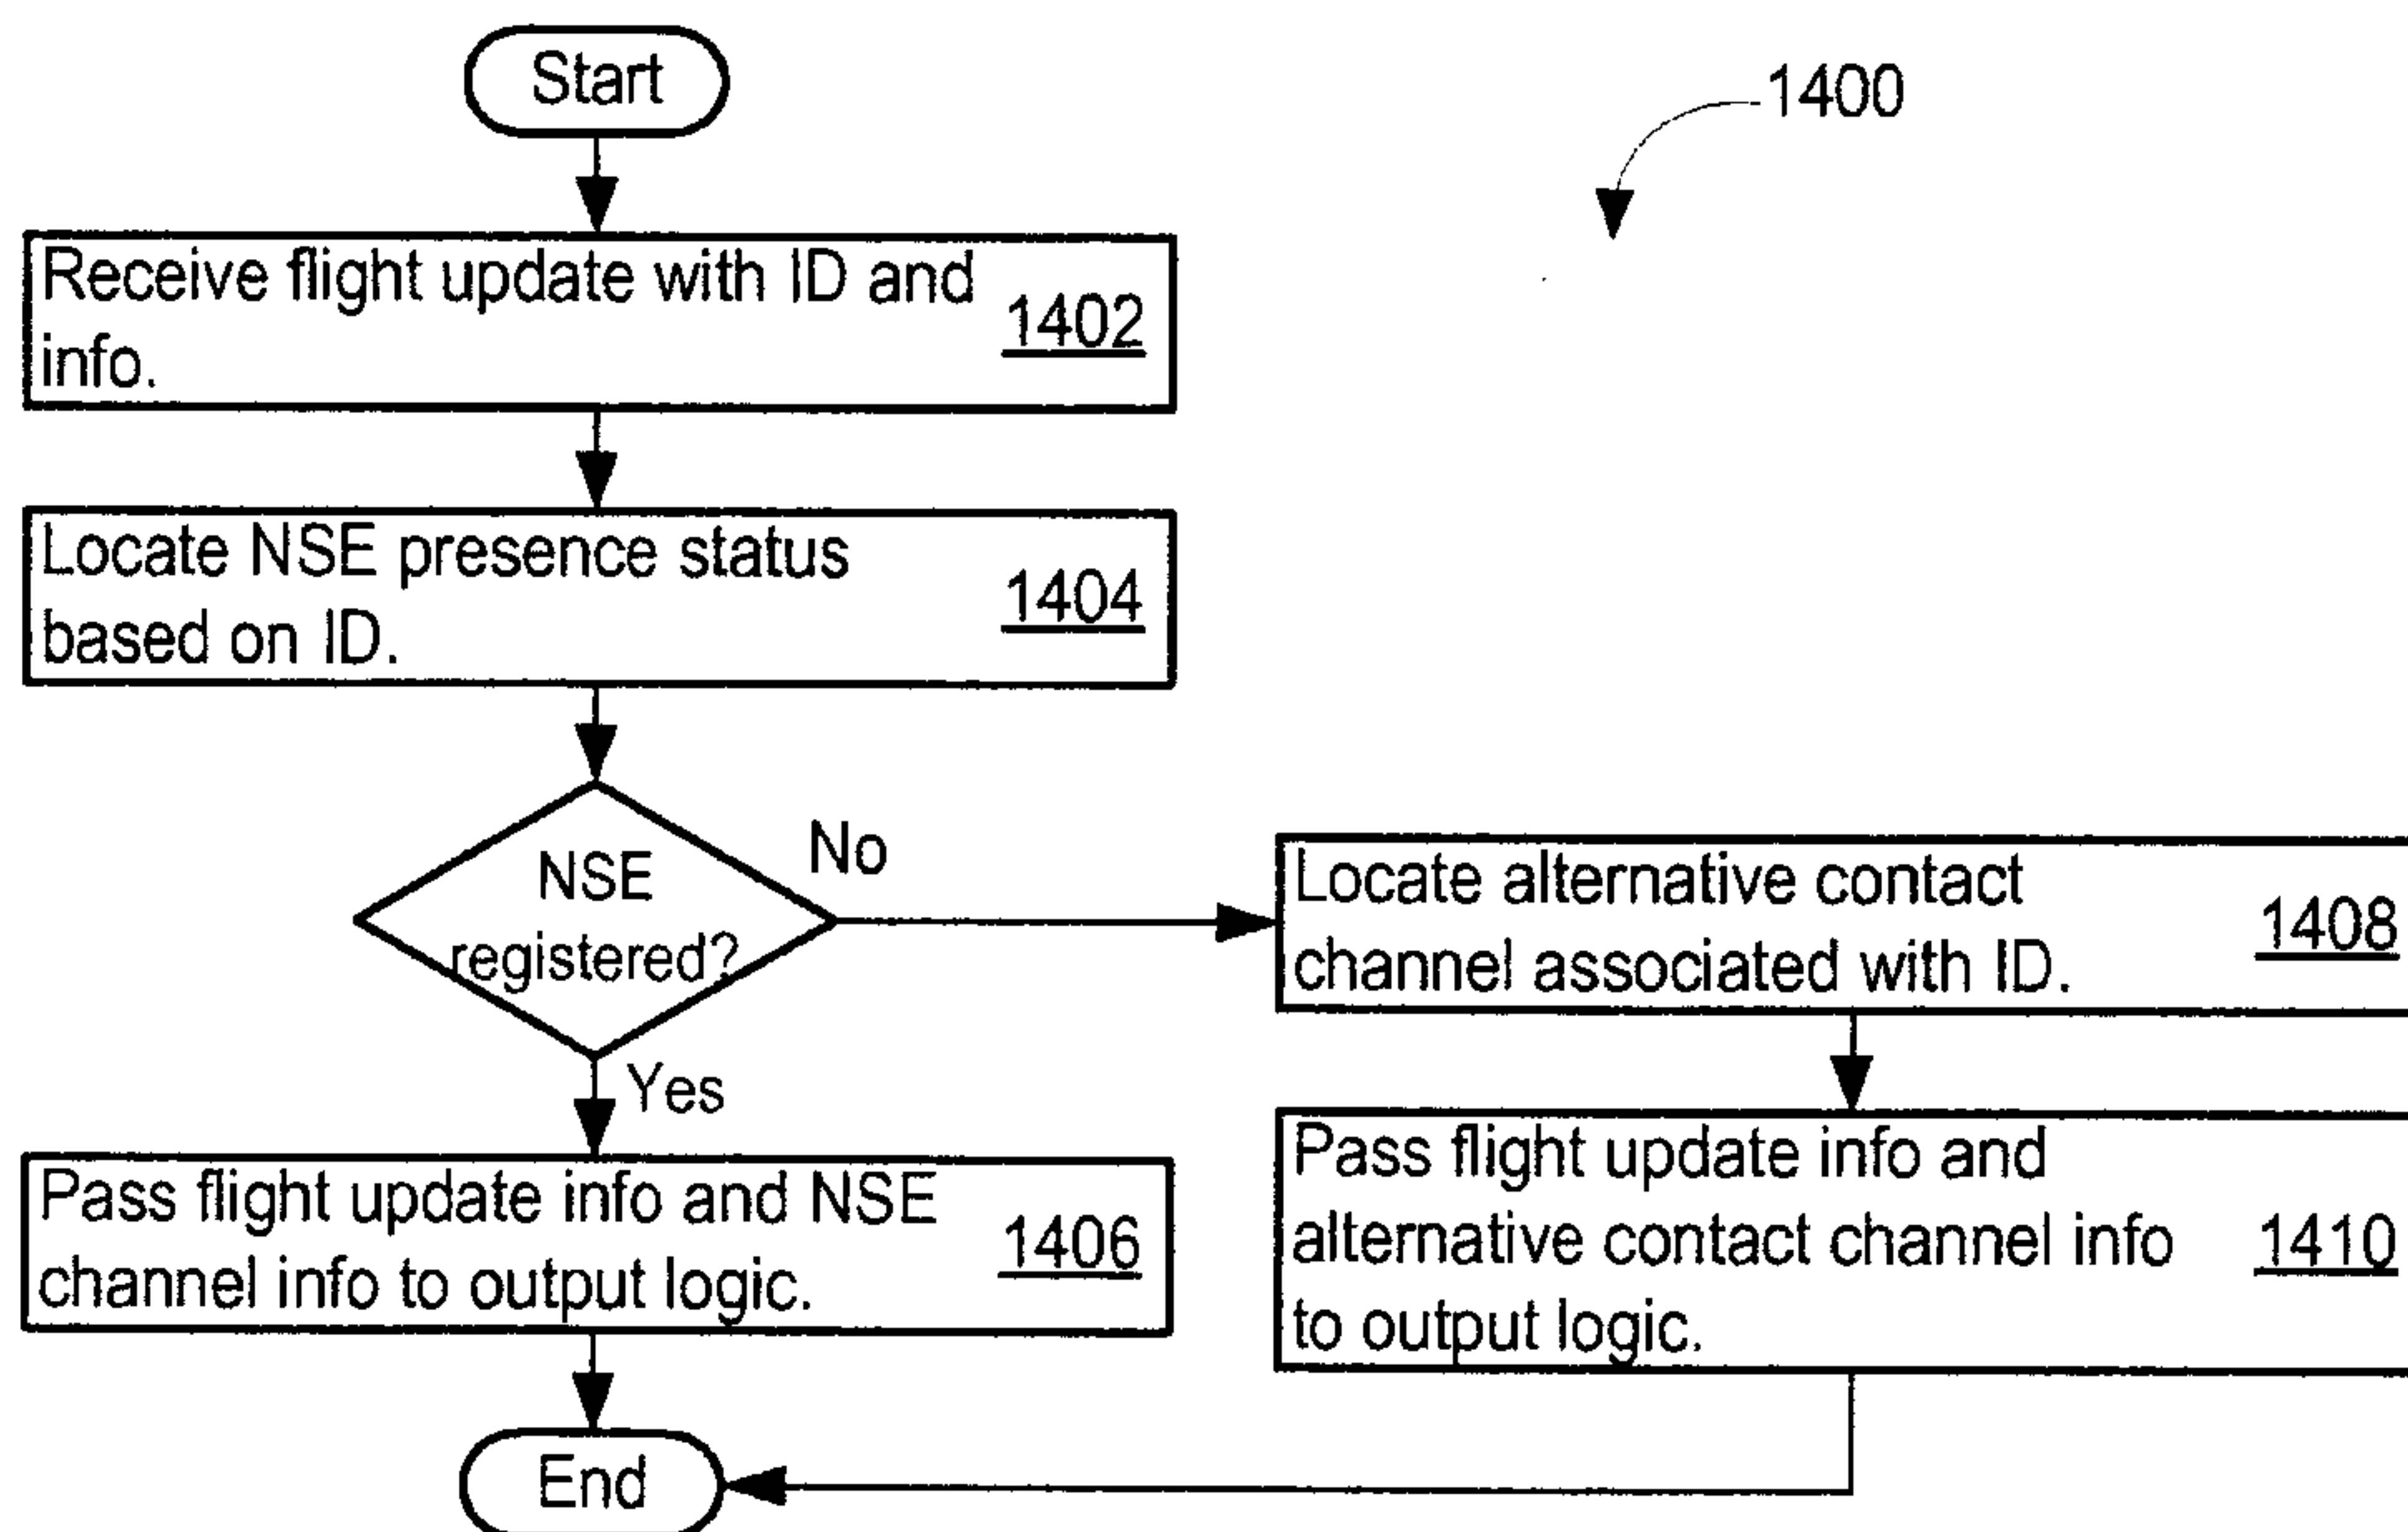 Start
1400
Receive flight update with ID and
info.
1402
Locate NSE presence status
based on ID.
1404
NSE
registered?
No
Yes
Locate alternative contact
channel associated with ID.
1408
Pass flight update info and NSE
channel info to output logic.
1406
Pass flight update info and
alternative contact channel info
to output logic.
1410
End